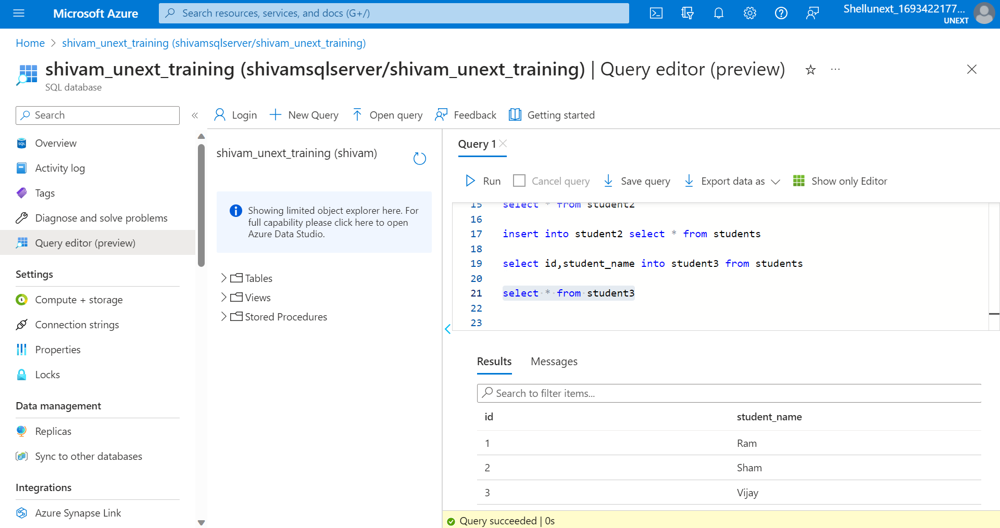 Microsoft Azure
Search resources, services, and docs (G+/)
Shellunext_1693422177...
UNEXT
Home > shivam_unext_training (shivamsqlserver/shivam_unext_training)
shivam_unext_training (shivamsqlserver/shivam_unext_training) | Query editor (preview)
SQL database
Search
Login
New Query
Open query
Feedback
Getting started
Overview
Activity log
Tags
Diagnose and solve problems
Query editor (preview)
Settings
Compute + storage
Connection strings
Properties
Locks
Data management
Replicas
Sync to other databases
Integrations
Azure Synapse Link
shivam_unext_training (shivam)
Showing limited object explorer here. For
full capability please click here to open
Azure Data Studio.
Tables
Views
Stored Procedures
Query 1
Run
Cancel query
Save query
Export data as
Show only Editor
15 select * from student2
16
17 insert into student2 select * from students
18
19 select id,student_name into student3 from students
20
21 select * from student3
22
23
Results
Messages
Search to filter items...
id student_name
1 Ram
2 Sham
3 Vijay
Query succeeded | 0s